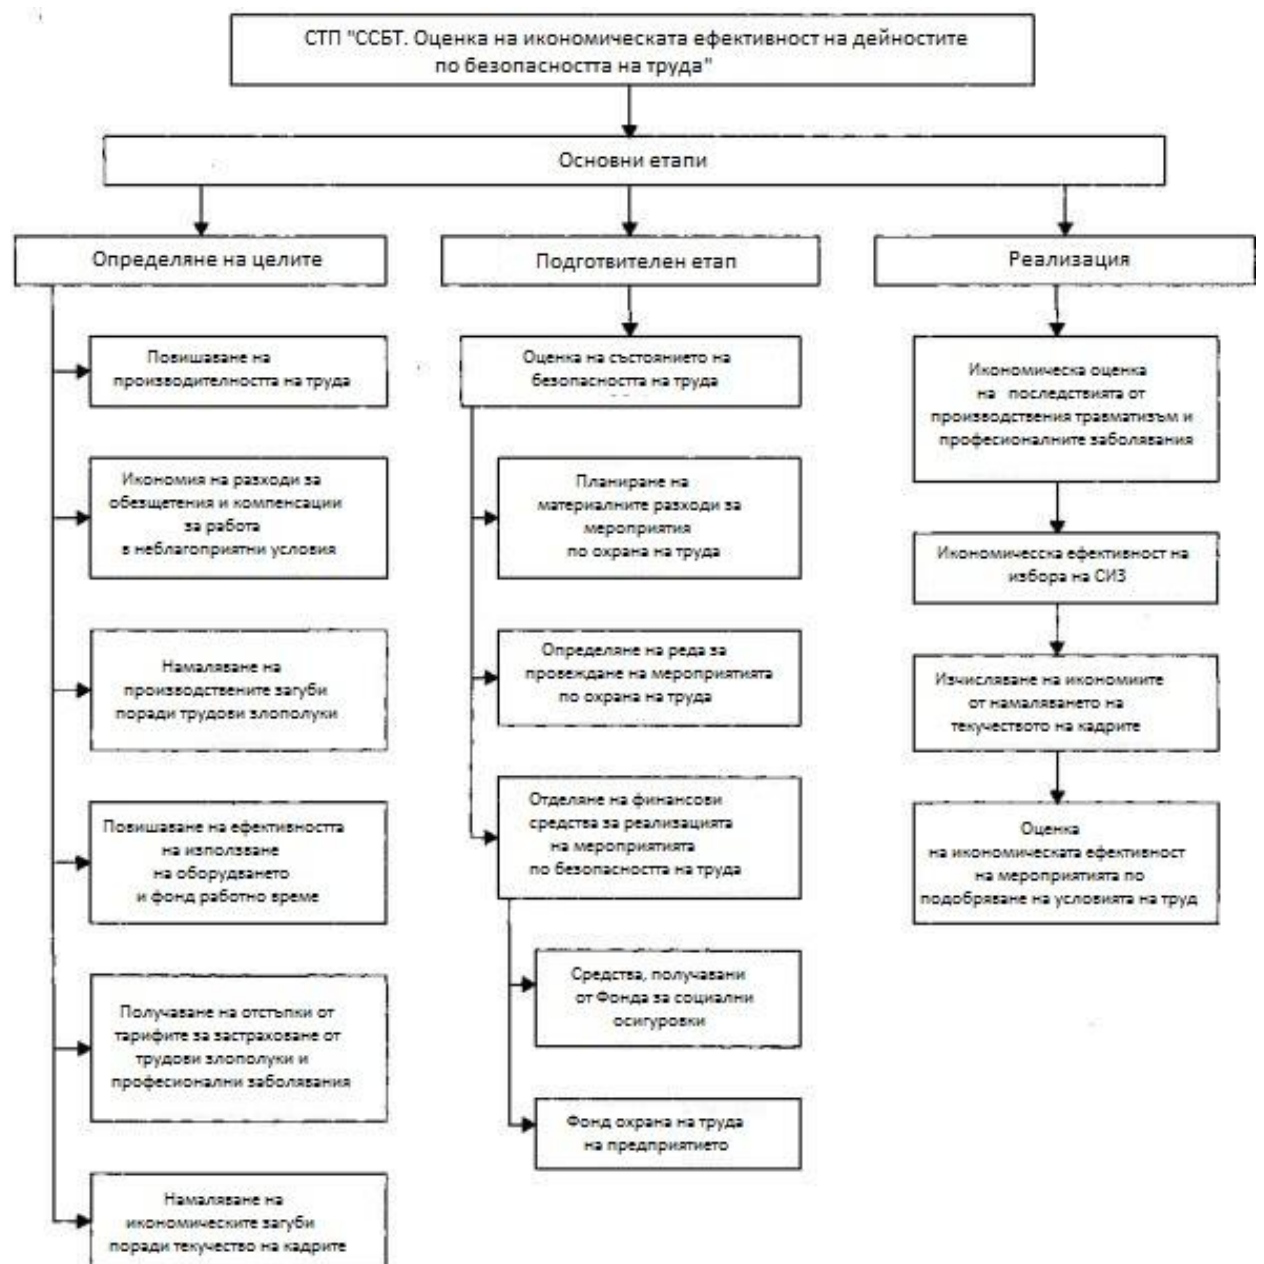 СТП "ССБТ. Оценка на икономическата ефективност на дейностите
по безопасността на труда"
Основни етапи
Определяне на целите
Повишаване на
производителността на труда
Икономия на разходи за
обезщетения и компенсации
за работа
в неблагоприятни условия
Намаляване на
производствените загуби
поради трудови злополуки
Повишаване на ефективността
на използване
на оборудването
и фонд работно време
Получаване на отстъпки от
тарифите за застраховане от
трудови злополуки и
професионални заболявания
Намаляване на
икономическите загуби
поради текучество на кадрите
Подготвителен етап
Оценка на състоянието на
безопасността на труда
Планиране на
материалните разходи за
мероприятия
по охрана на труда
Определяне на реда за
провеждане на мероприятията
по охрана на труда
Отделяне на финансови
средства за реализацията
на мероприятията
по безопасността на труда
Средства, получавани
от Фонда за социални
осигуровки
Фонд охрана на труда
на предприятието
Реализация
Икономическа оценка
на последствията от
производствения травматизъм и
професионалните заболявания
Икономичесска ефективност на
избора на СИЗ
Изчисляване на икономиите
от намаляването на
текучеството на кадрите
Оценка
на икономическата ефективност
на мероприятията по
подобряване на условията на труд